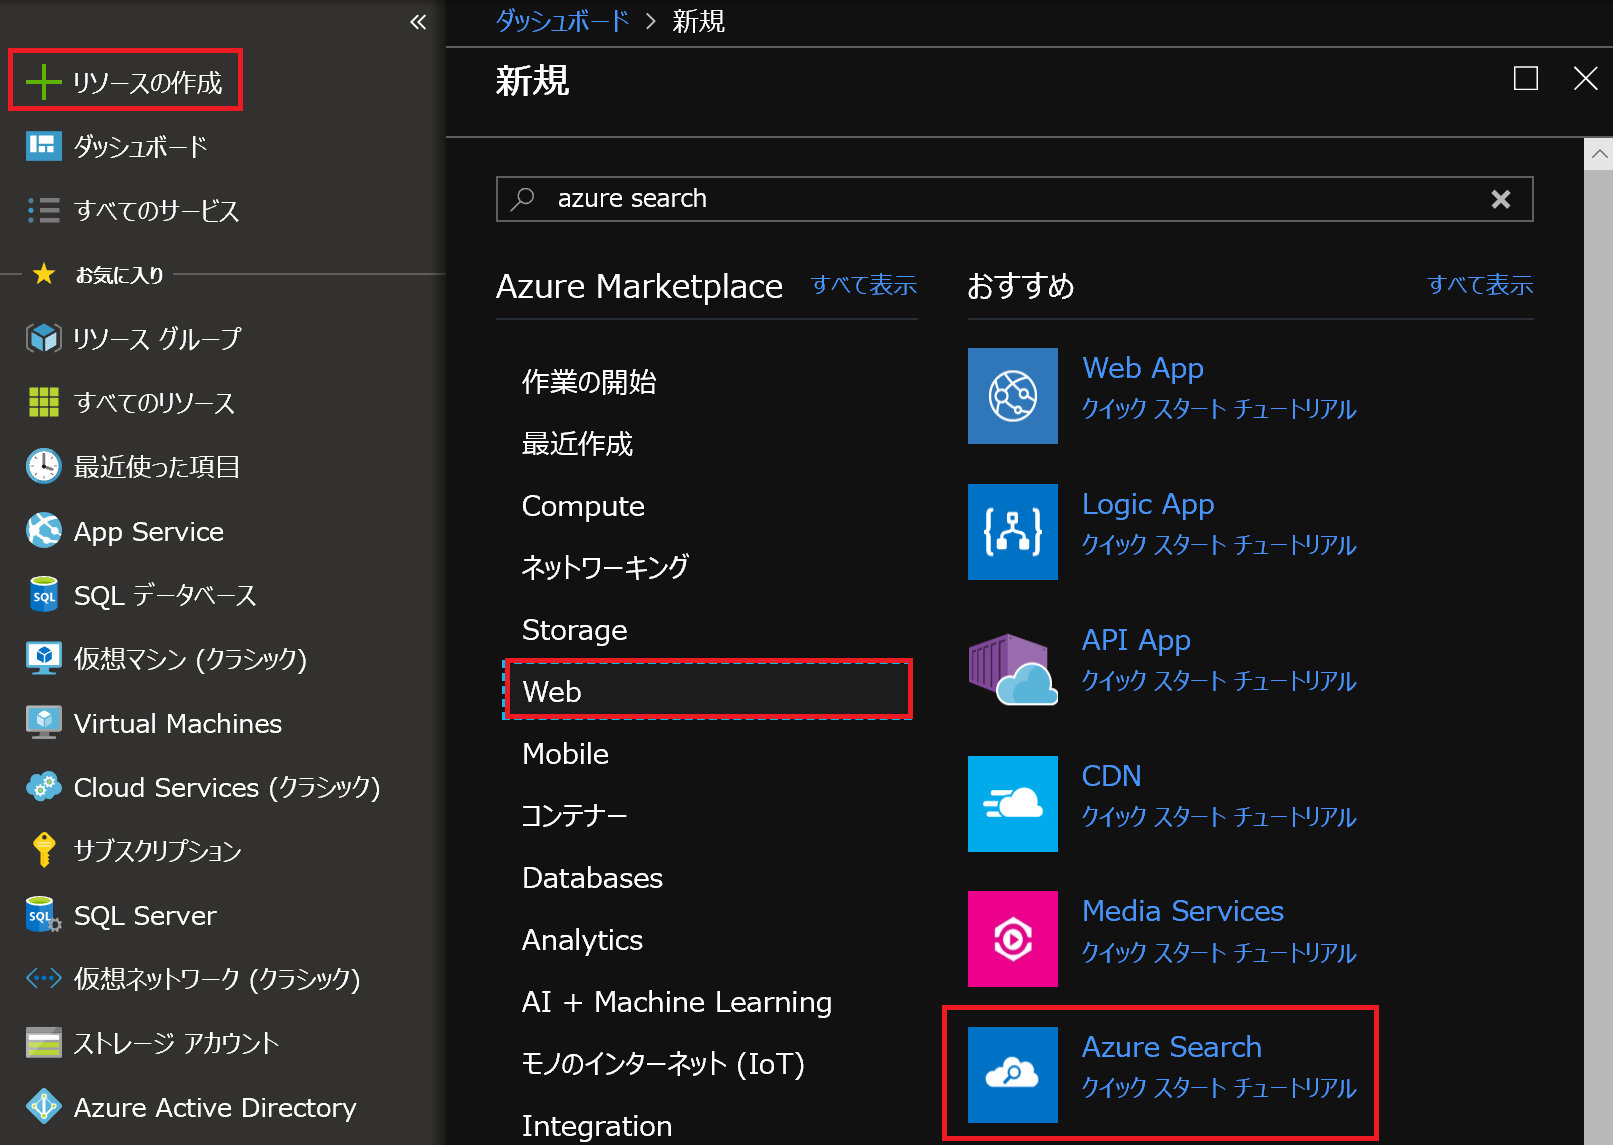 «
リソースの作成
ダッシュボード
すべてのサービス
お気に入り
リソース グループ
すべてのリソース
最近使った項目
App Service
SQL データベース
仮想マシン (クラシック)
Virtual Machines
Cloud Services (クラシック)
サブスクリプション
SQL Server
仮想ネットワーク (クラシック)
ストレージ アカウント
Azure Active Directory
ダッシュボード > 新規
新規
azure search
Azure Marketplace すべて表示
作業の開始
最近作成
Compute
ネットワーキング
Storage
Web
Mobile
コンテナー
Databases
Analytics
AI + Machine Learning
モノのインターネット (IoT)
Integration
おすすめ すべて表示
Web App
クイック スタート チュートリアル
Logic App
クイック スタート チュートリアル
API App
クイック スタート チュートリアル
CDN
クイック スタート チュートリアル
Media Services
クイック スタート チュートリアル
Azure Search
クイック スタート チュートリアル